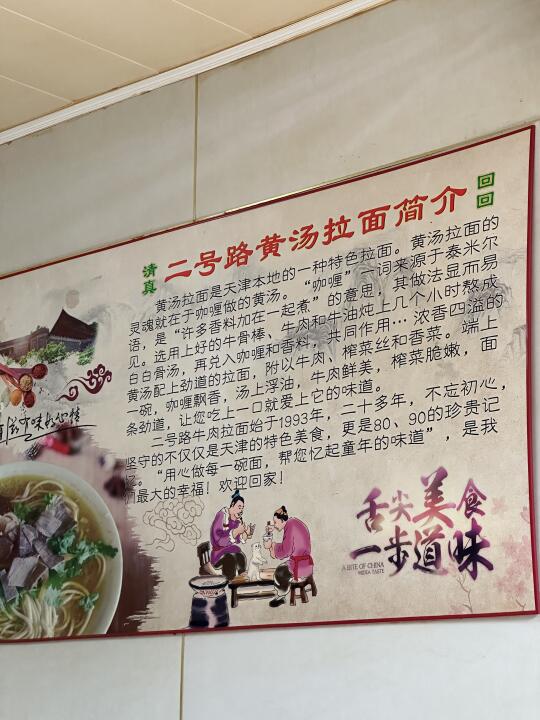 清真 二号路黄汤拉面简介 回回
黄汤拉面是天津本地的一种特色拉面。黄汤拉面的
灵魂就在于咖喱做的黄汤。“咖喱”一词来源于泰米尔
语，是“许多香料加在一起煮”的意思，其做法显而易
见。选用上好的牛骨棒、牛肉和牛油炖上几个小时熬成
白白骨汤，再兑入咖喱和香料，共同作用…浓香四溢的
黄汤配上劲道的拉面，附以牛肉、榨菜丝和香菜。端上
一碗，咖喱飘香，汤上浮油，牛肉鲜美，榨菜脆嫩，面
条劲道，让您吃上一口就爱上它的味道。
二号路牛肉拉面始于1993年，二十多年，不忘初心，
坚守的不仅仅是天津的特色美食，更是80、90的珍贵记
忆。“用心做每一碗面，帮您忆起童年的味道”，是我
们最大的幸福！欢迎回家！
舌尖美食
一步道味
A BITE OF CHINA